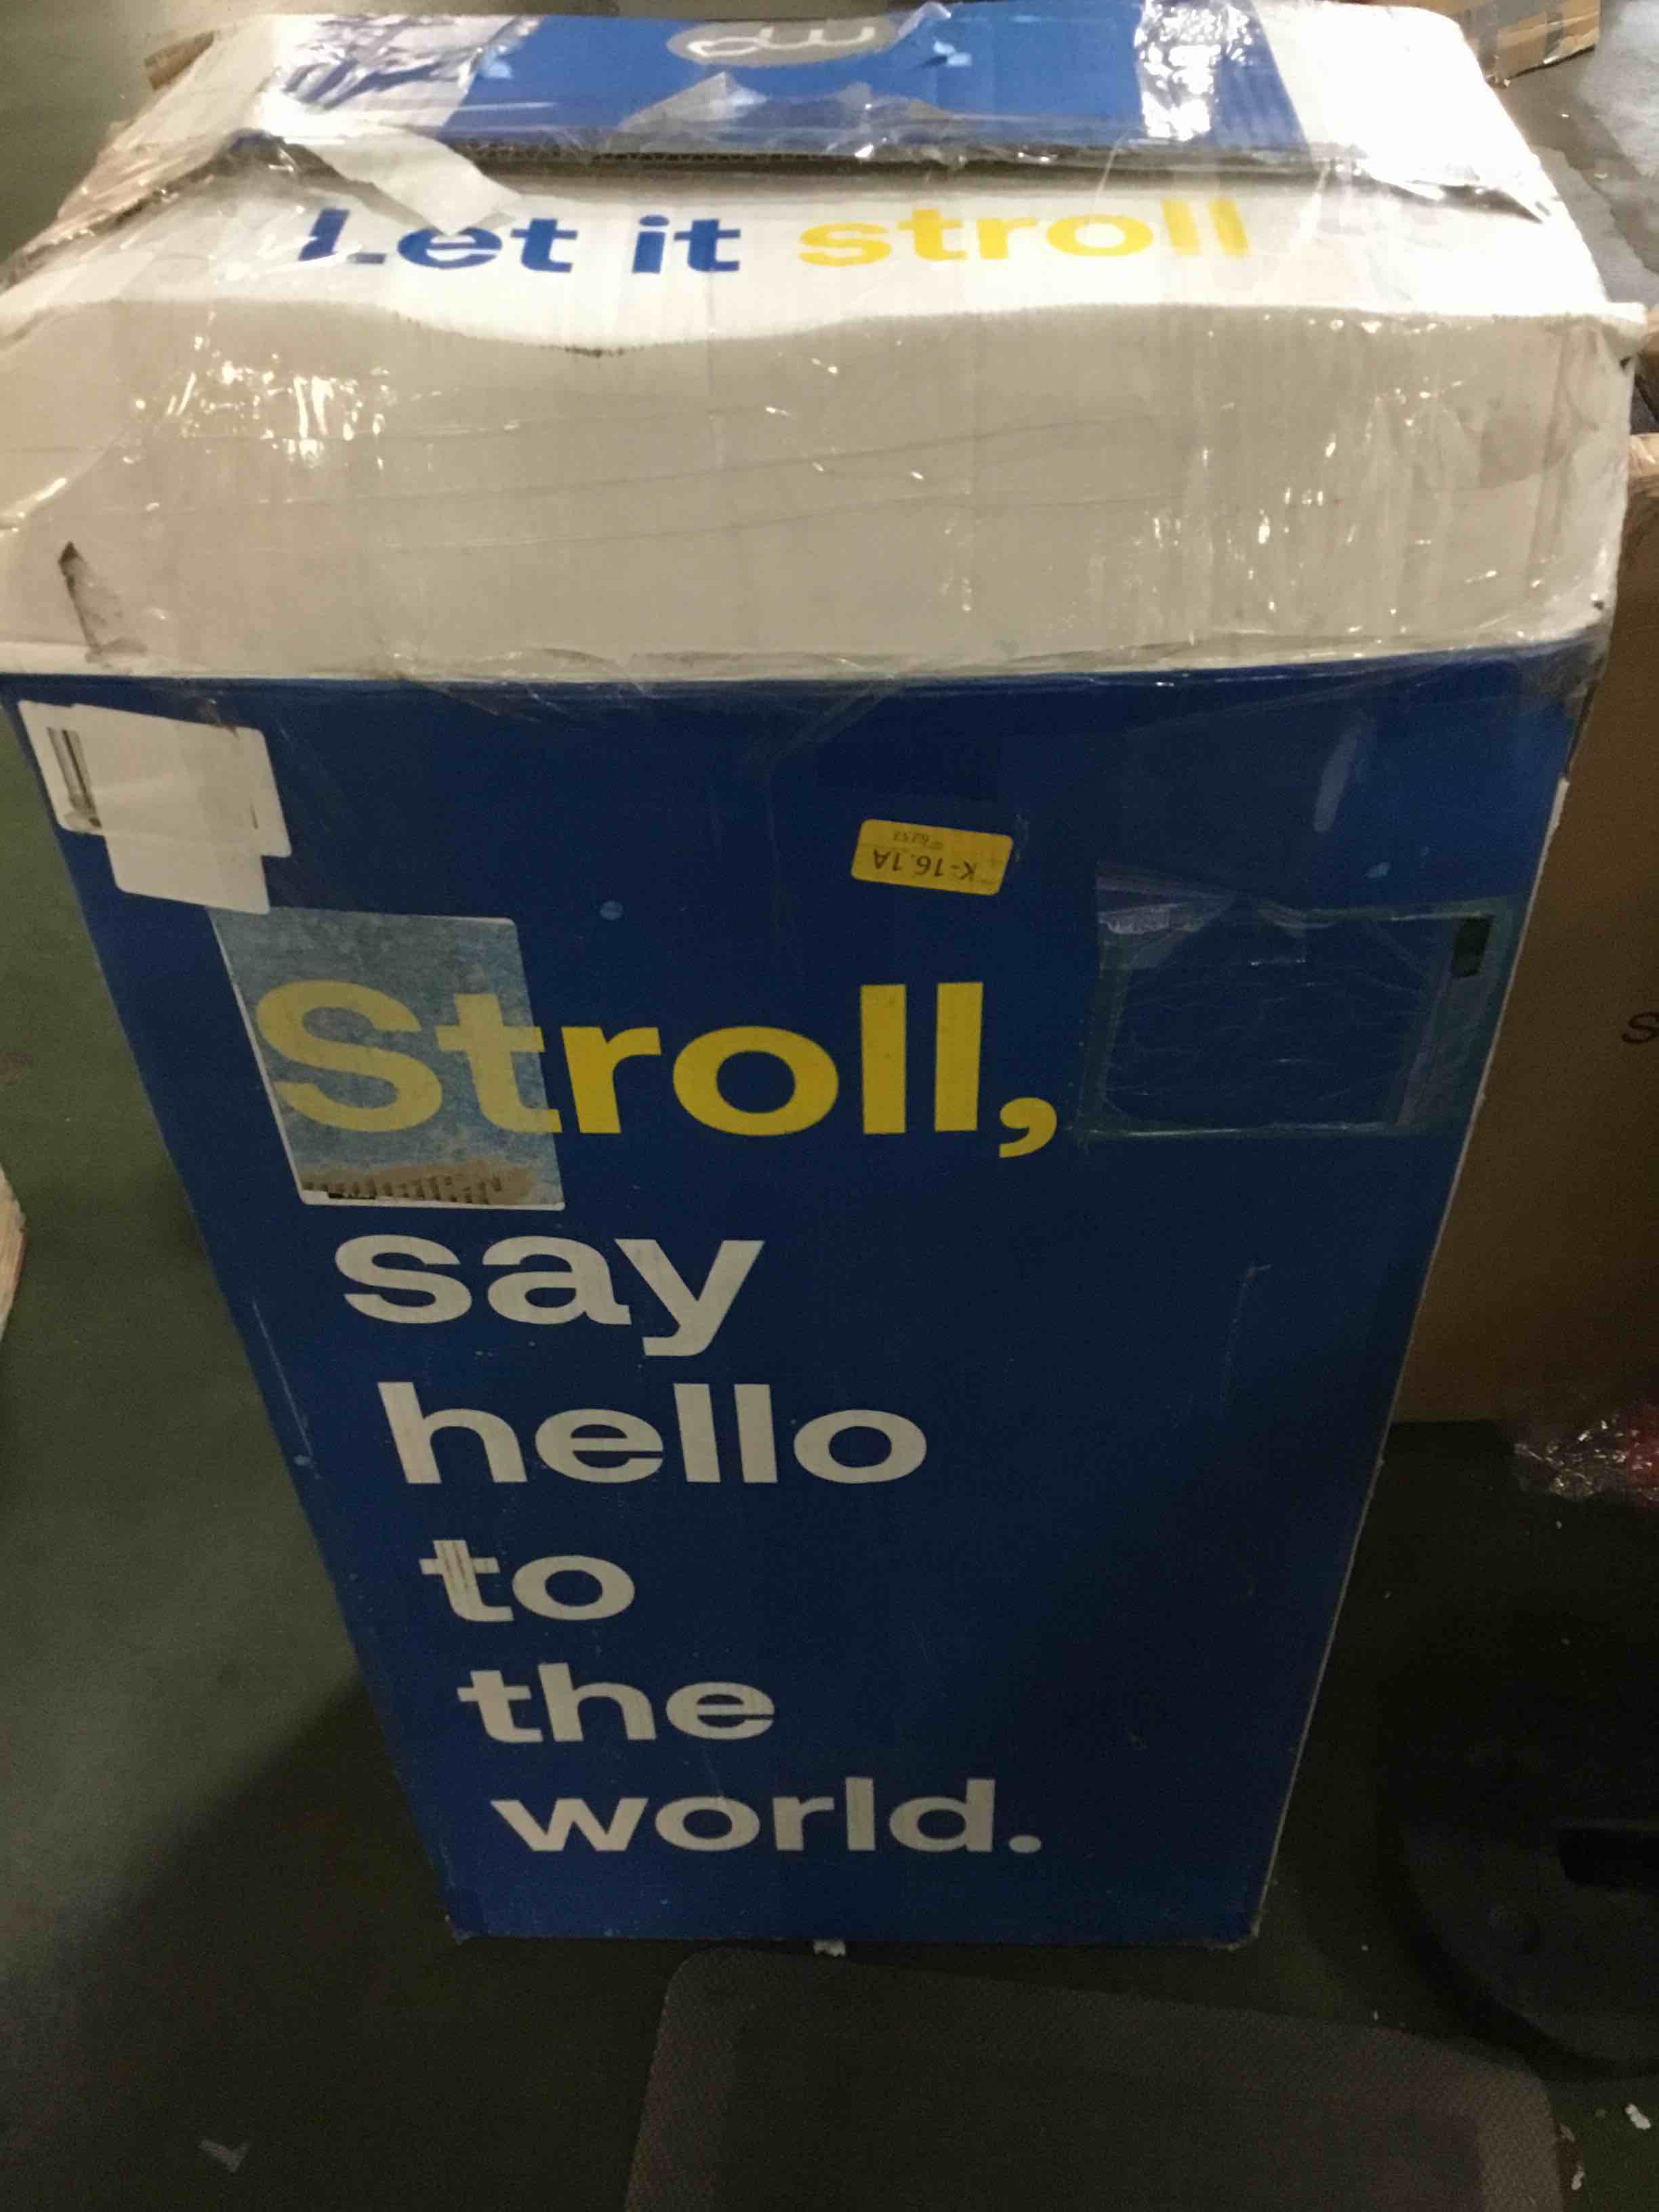 Let it stroll
K-16.1A
Stroll,
say
hello
to
the
world.